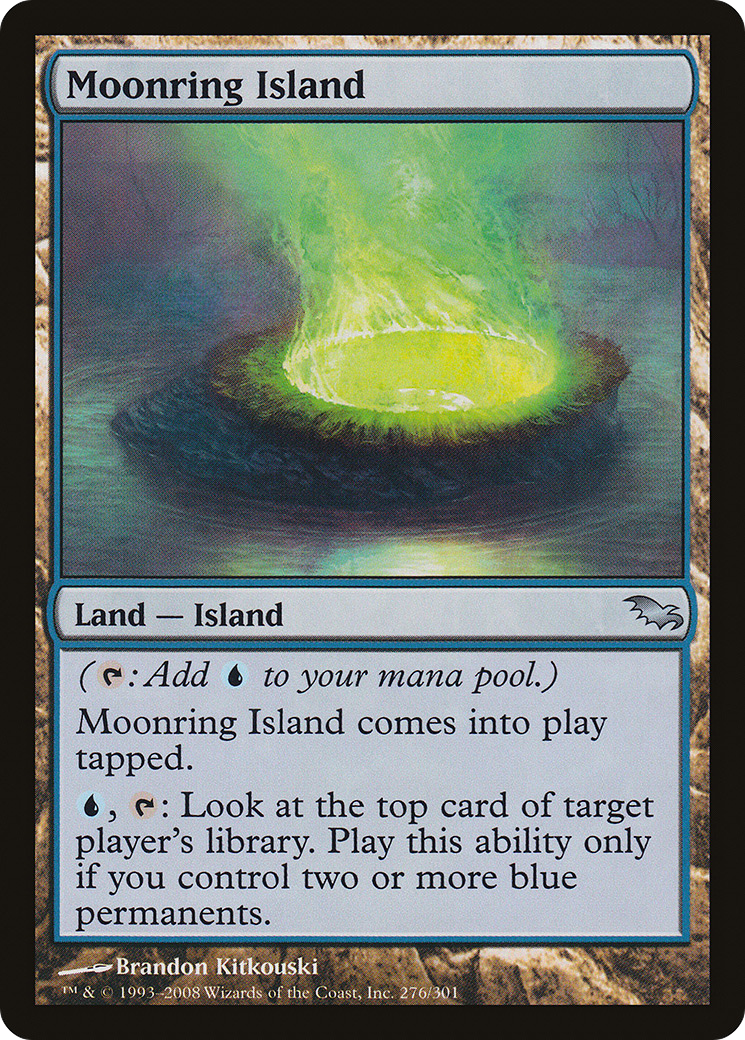 Moonring Island
Land — Island
( : Add to your mana pool.)
Moonring Island comes into play
tapped.
, : Look at the top card of target
player's library. Play this ability only
if you control two or more blue
permanents.
Brandon Kitkouski
™ & © 1993–2008 Wizards of the Coast, Inc. 276/301